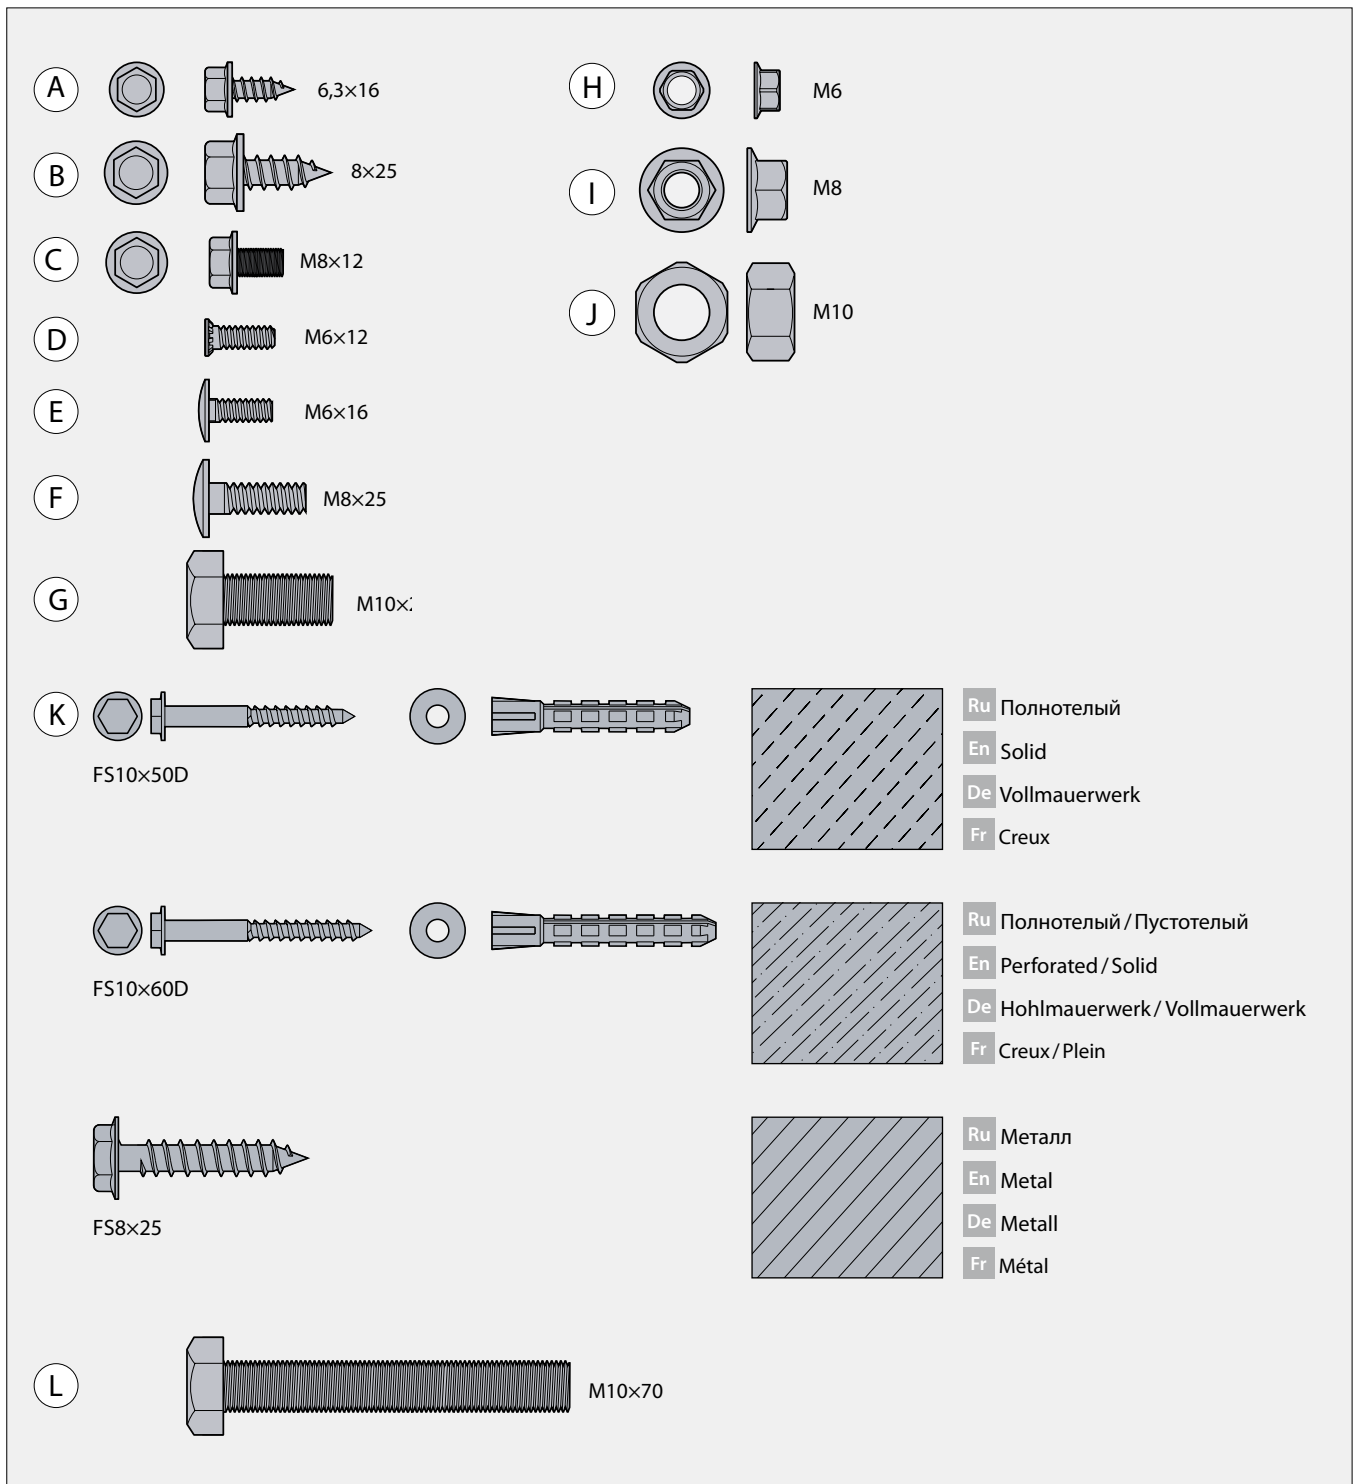 A 6,3×16
B 8×25
C M8×12
D M6×12
E M6×16
F M8×25
G M10×
H M6
I M8
J M10
K
FS10×50D
Ru Полнотелый
En Solid
De Vollmauerwerk
Fr Creux
FS10×60D
Ru Полнотелый / Пустотелый
En Perforated / Solid
De Hohlmauerwerk / Vollmauerwerk
Fr Creux / Plein
FS8×25
Ru Металл
En Metal
De Metall
Fr Métal
L M10×70